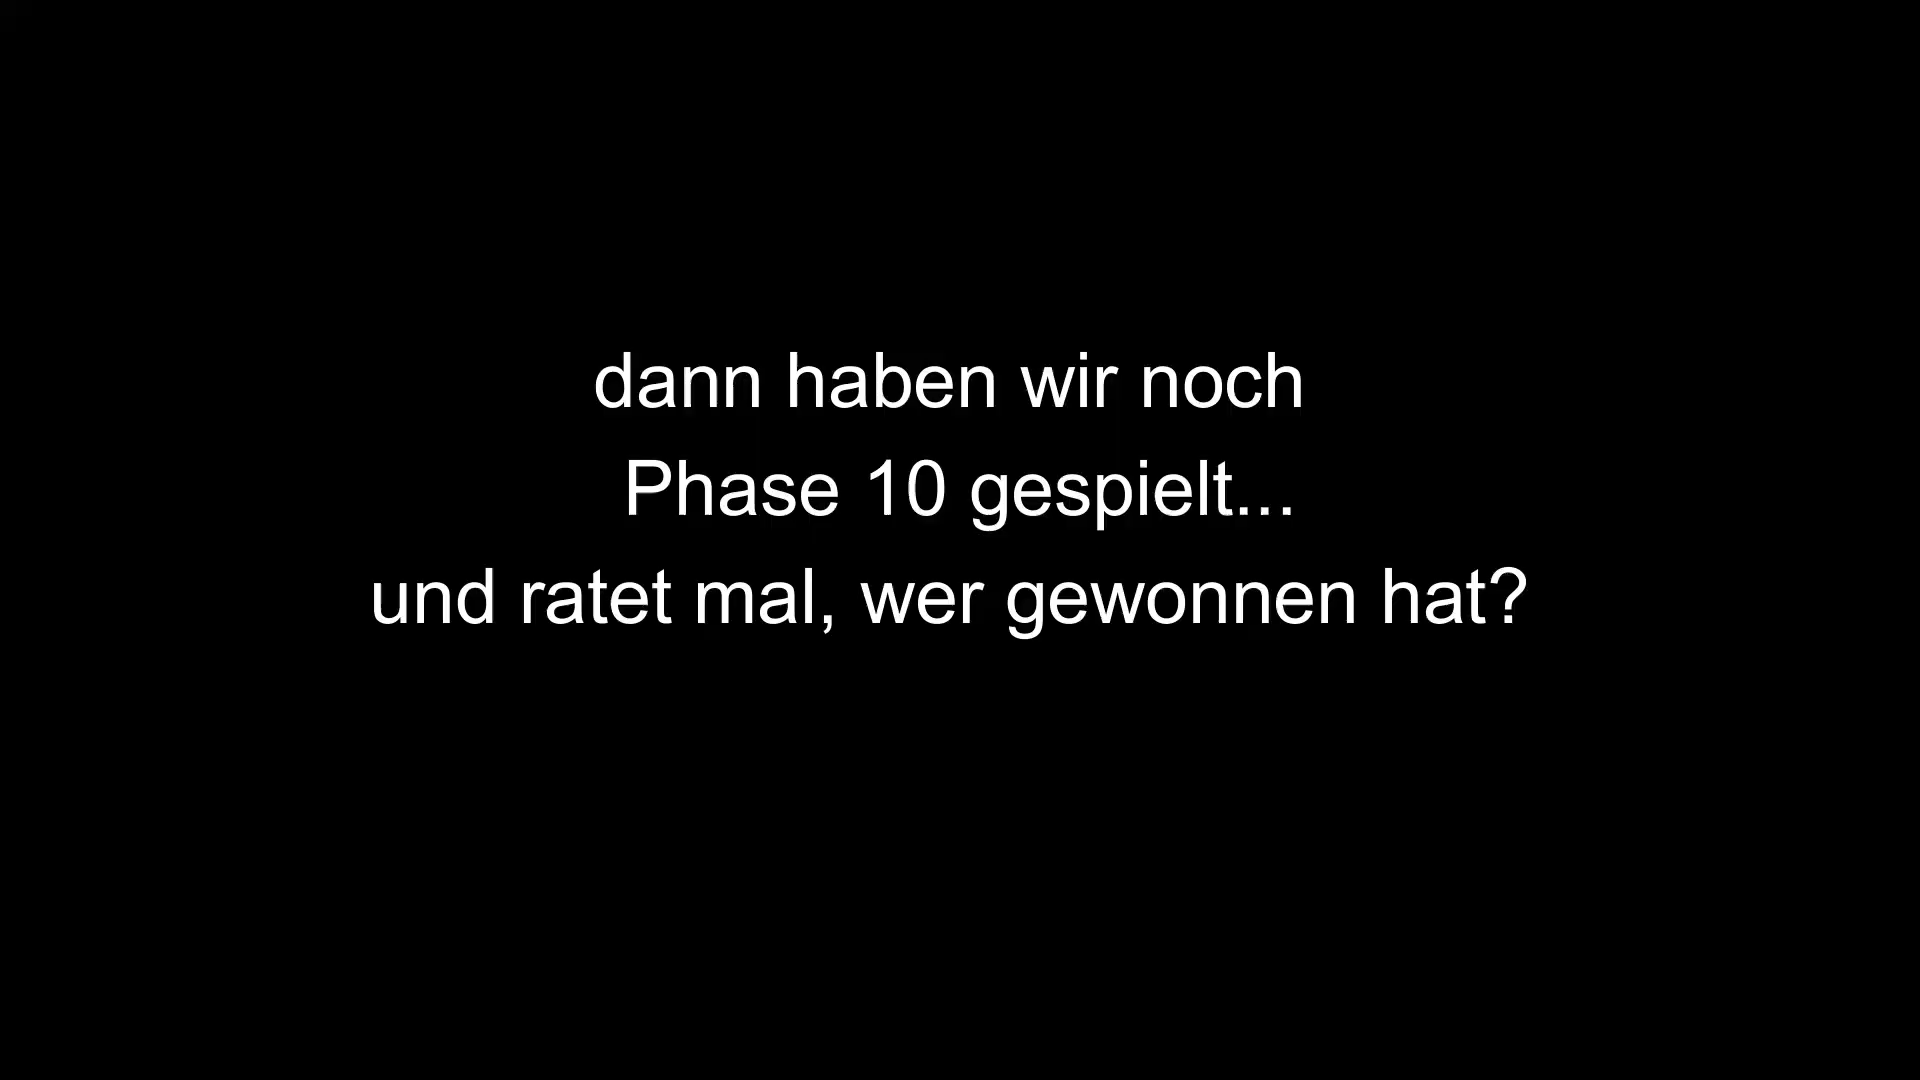 dann haben wir noch
Phase 10 gespielt...
und ratet mal, wer gewonnen hat?